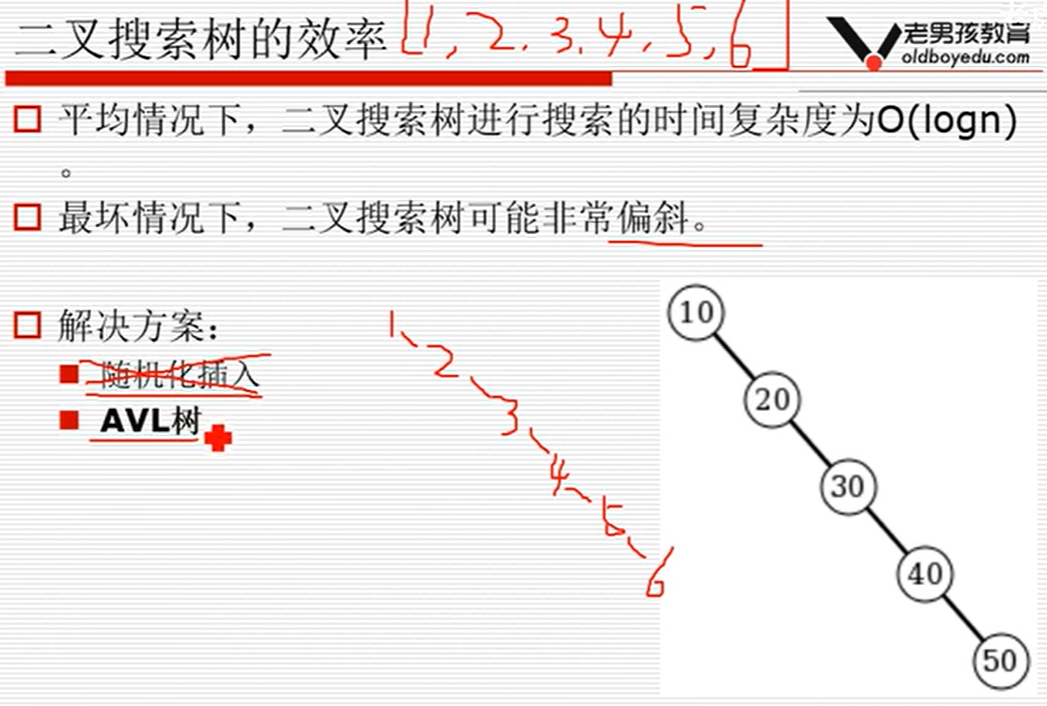 二叉搜索树的效率 [1, 2. 3. 4. 5, 6]
老男孩教育
oldboyedu.com
平均情况下，二叉搜索树进行搜索的时间复杂度为O(logn)
。
最坏情况下，二叉搜索树可能非常偏斜。
解决方案：
随机化插入
AVL树
1
2
3
4
5
6
10
20
30
40
50